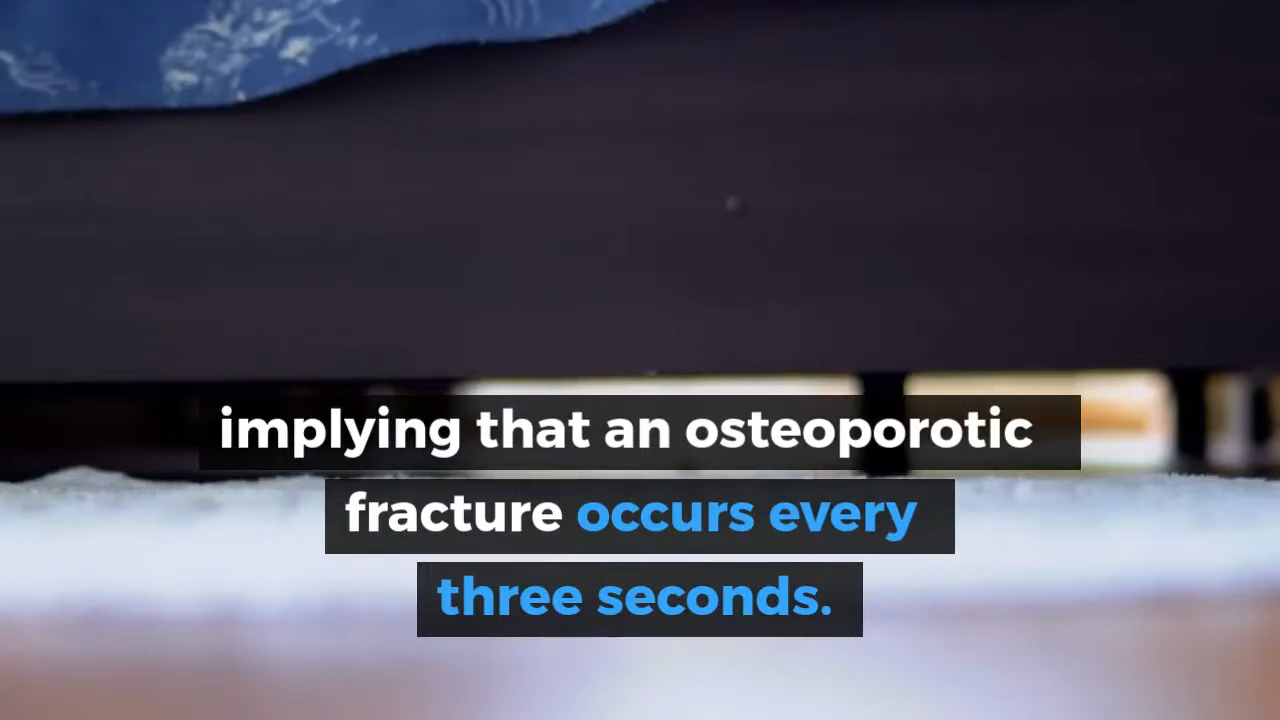 implying that an osteoporotic
fracture occurs every
three seconds.